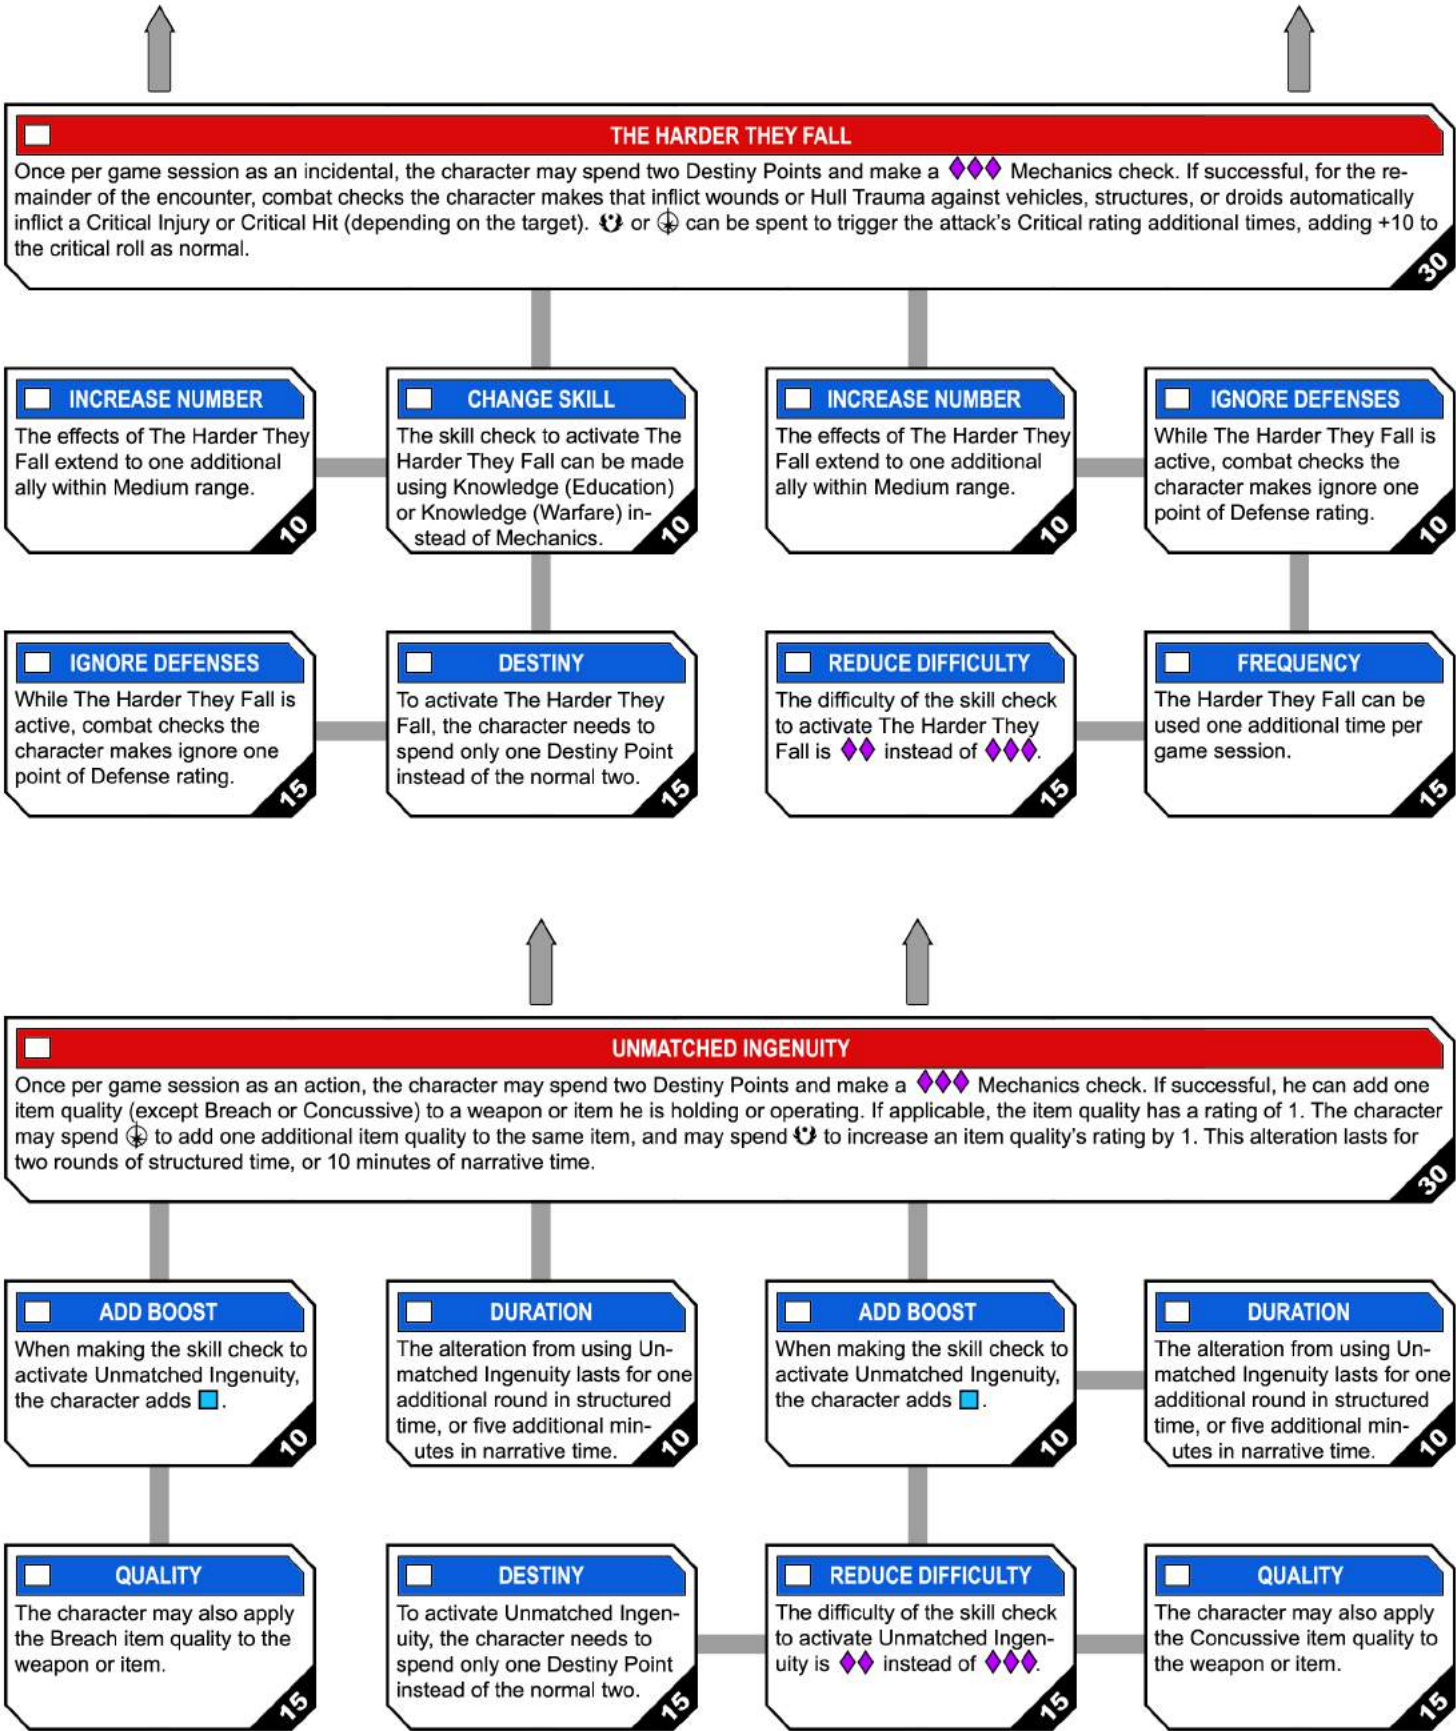 THE HARDER THEY FALL
Once per game session as an incidental, the character may spend two Destiny Points and make a ♦♦♦ Mechanics check. If successful, for the re-
mainder of the encounter, combat checks the character makes that inflict wounds or Hull Trauma against vehicles, structures, or droids automatically
inflict a Critical Injury or Critical Hit (depending on the target). or can be spent to trigger the attack's Critical rating additional times, adding +10 to
the critical roll as normal.
30
INCREASE NUMBER
The effects of The Harder They
Fall extend to one additional
ally within Medium range.
10
CHANGE SKILL
The skill check to activate The
Harder They Fall can be made
using Knowledge (Education)
or Knowledge (Warfare) in-
stead of Mechanics.
10
INCREASE NUMBER
The effects of The Harder They
Fall extend to one additional
ally within Medium range.
10
IGNORE DEFENSES
While The Harder They Fall is
active, combat checks the
character makes ignore one
point of Defense rating.
10
IGNORE DEFENSES
While The Harder They Fall is
active, combat checks the
character makes ignore one
point of Defense rating.
15
DESTINY
To activate The Harder They
Fall, the character needs to
spend only one Destiny Point
instead of the normal two.
15
REDUCE DIFFICULTY
The difficulty of the skill check
to activate The Harder They
Fall is ♦♦ instead of ♦♦♦.
15
FREQUENCY
The Harder They Fall can be
used one additional time per
game session.
15
UNMATCHED INGENUITY
Once per game session as an action, the character may spend two Destiny Points and make a ♦♦♦ Mechanics check. If successful, he can add one
item quality (except Breach or Concussive) to a weapon or item he is holding or operating. If applicable, the item quality has a rating of 1. The character
may spend to add one additional item quality to the same item, and may spend to increase an item quality's rating by 1. This alteration lasts for
two rounds of structured time, or 10 minutes of narrative time.
30
ADD BOOST
When making the skill check to
activate Unmatched Ingenuity,
the character adds .
10
DURATION
The alteration from using Un-
matched Ingenuity lasts for one
additional round in structured
time, or five additional min-
utes in narrative time.
10
ADD BOOST
When making the skill check to
activate Unmatched Ingenuity,
the character adds .
10
DURATION
The alteration from using Un-
matched Ingenuity lasts for one
additional round in structured
time, or five additional min-
utes in narrative time.
10
QUALITY
The character may also apply
the Breach item quality to the
weapon or item.
15
DESTINY
To activate Unmatched Ingen-
uity, the character needs to
spend only one Destiny Point
instead of the normal two.
15
REDUCE DIFFICULTY
The difficulty of the skill check
to activate Unmatched Ingen-
uity is ♦♦ instead of ♦♦♦.
15
QUALITY
The character may also apply
the Concussive item quality to
the weapon or item.
15